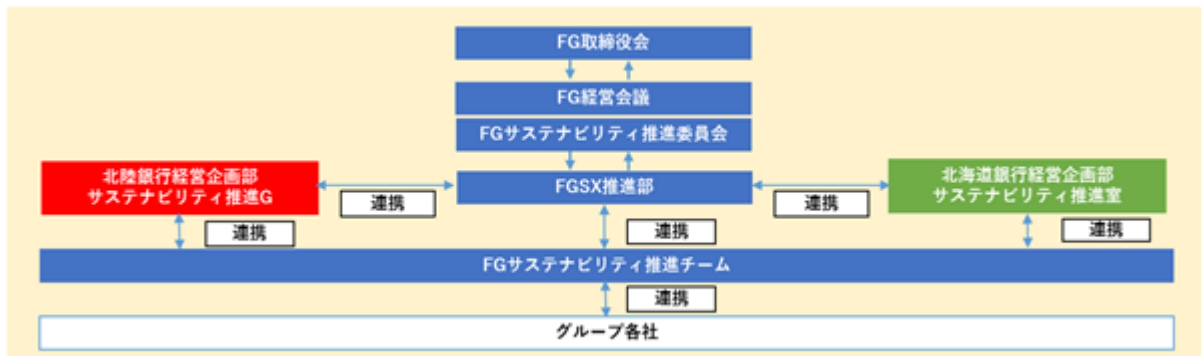 FG取締役会
FG経営会議
FGサステナビリティ推進委員会
北陸銀行経営企画部
サステナビリティ推進G
連携
FGSX推進部
連携
北海道銀行経営企画部
サステナビリティ推進室
連携
連携
連携
FGサステナビリティ推進チーム
連携
グループ各社